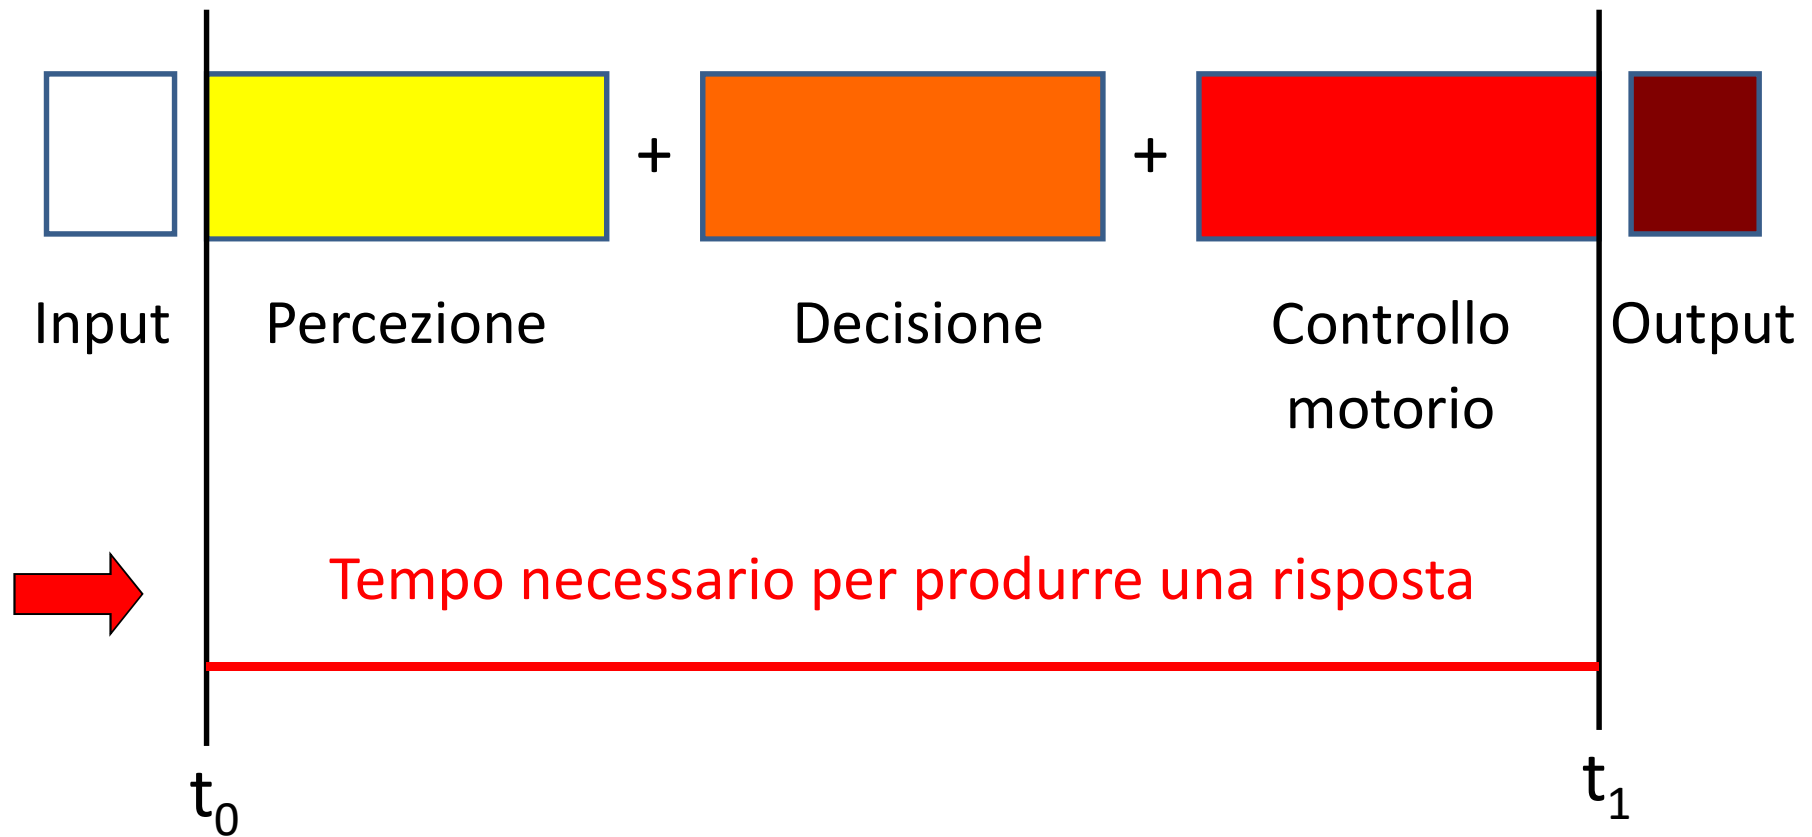 + +
Input Percezione Decisione Controllo Output
motorio
Tempo necessario per produrre una risposta
t₀ t₁